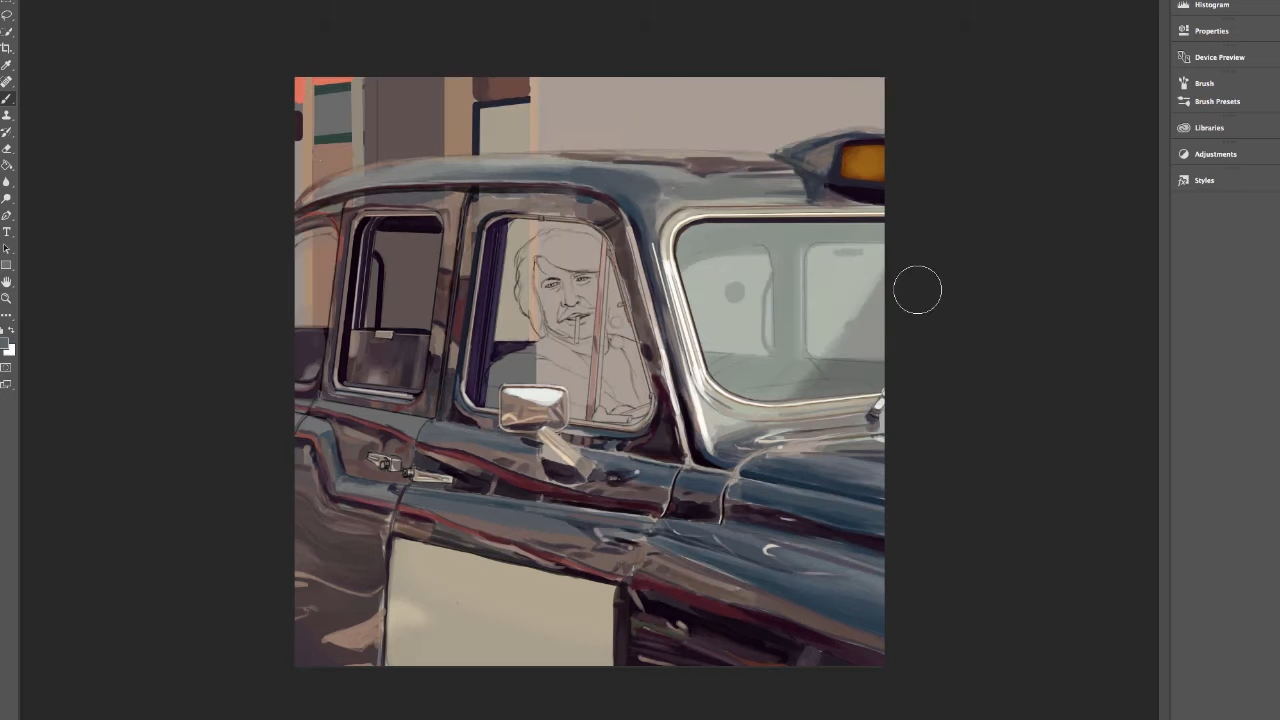 Histogram
Properties
Device Preview
Brush
Brush Presets
Libraries
Adjustments
Styles